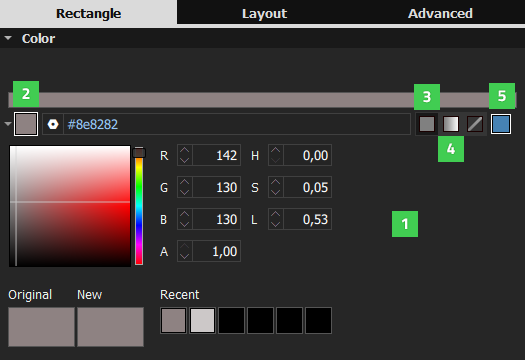 Rectangle Layout Advanced
Color
2 3 5
#8e8282
4
R 142 H 0,00
G 130 S 0,05
B 130 L 0,53
1
A 1,00
Original New Recent